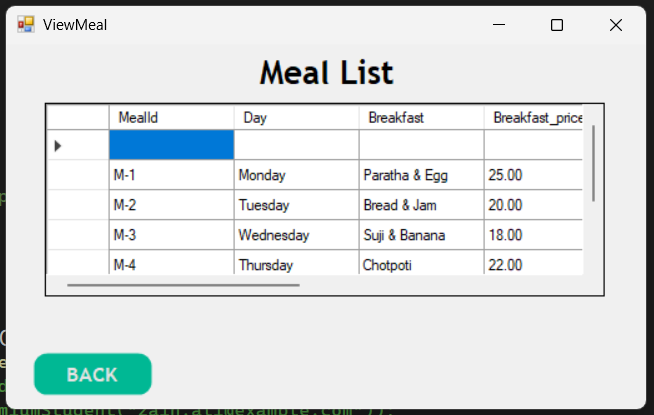 ViewMeal
Meal List
MealId Day Breakfast Breakfast_price
M-1 Monday Paratha & Egg 25.00
M-2 Tuesday Bread & Jam 20.00
M-3 Wednesday Suji & Banana 18.00
M-4 Thursday Chotpoti 22.00
BACK